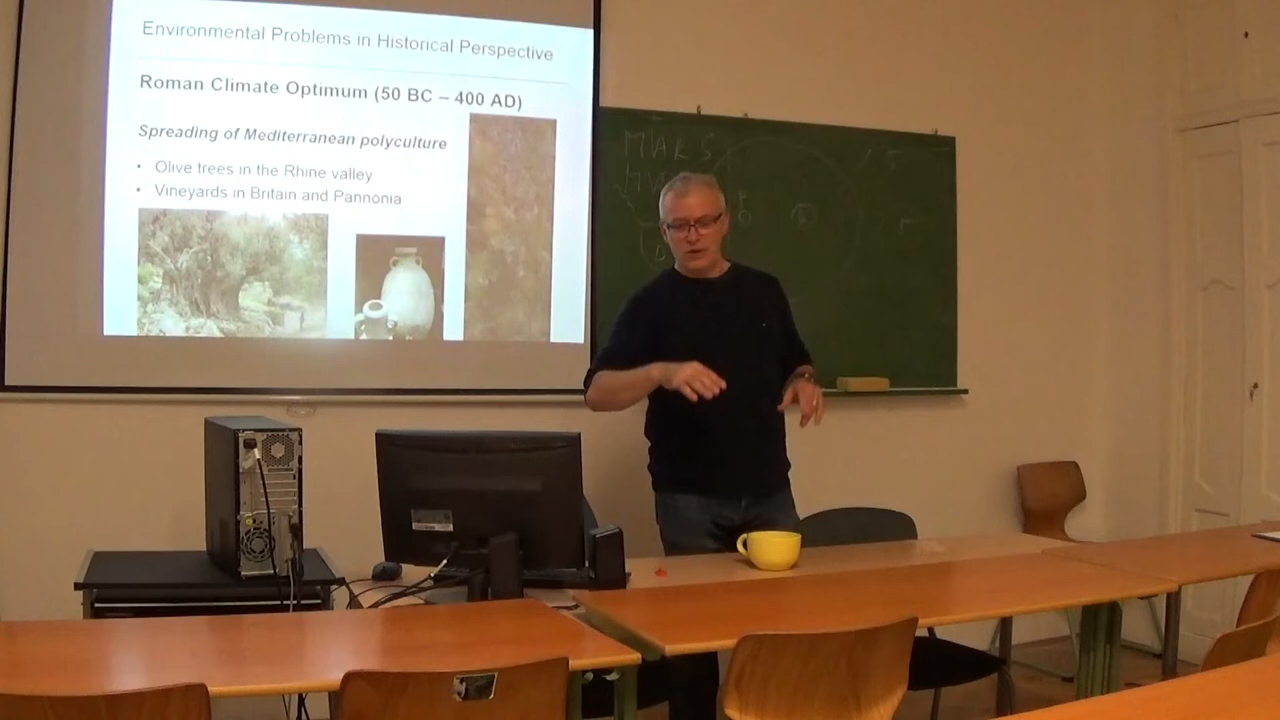 Environmental Problems in Historical Perspective
Roman Climate Optimum (50 BC – 400 AD)
Spreading of Mediterranean polyculture
• Olive trees in the Rhine valley
• Vineyards in Britain and Pannonia
MARS